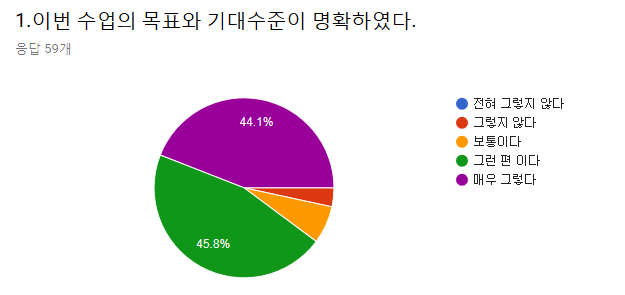 1.이번 수업의 목표와 기대수준이 명확하였다.
응답 59개
44.1%
45.8%
전혀 그렇지 않다
그렇지 않다
보통이다
그런 편 이다
매우 그렇다